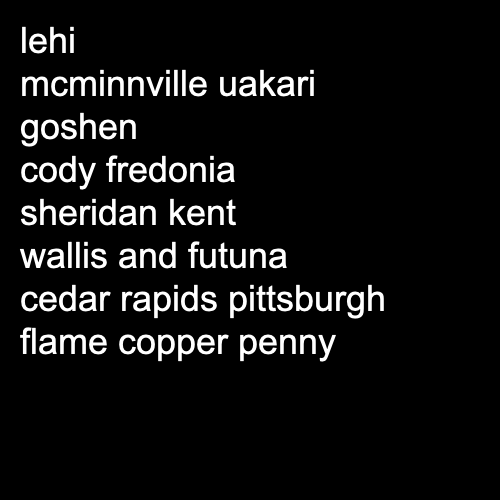 lehi
mcminnville uakari
goshen
cody fredonia
sheridan kent
wallis and futuna
cedar rapids pittsburgh
flame copper penny